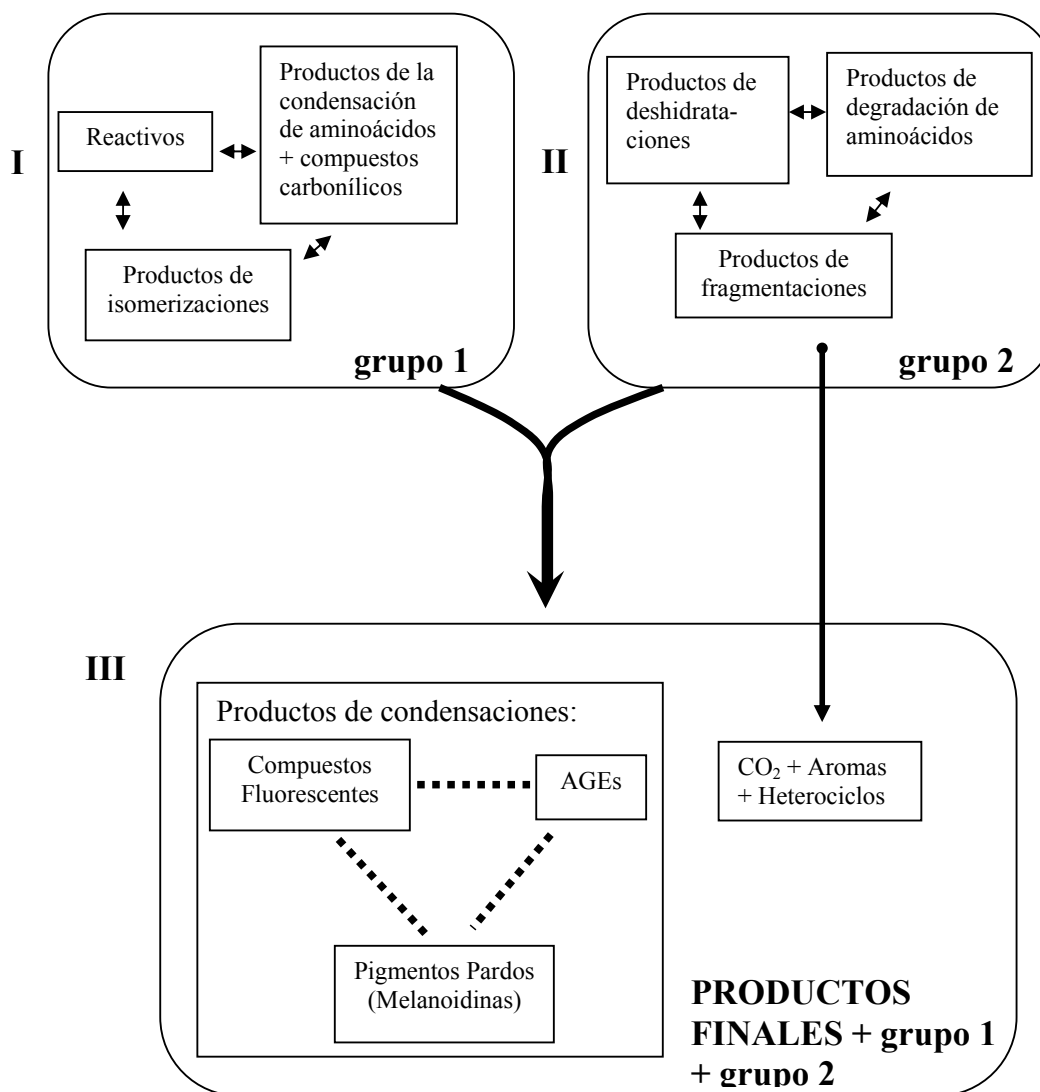 I
Reactivos
Productos de la
condensación
de aminoácidos
+ compuestos
carbonílicos
Productos de
isomerizaciones
grupo 1
II
Productos de
deshidrata-
ciones
Productos de
degradación de
aminoácidos
Productos de
fragmentaciones
grupo 2
III
Productos de condensaciones:
Compuestos
Fluorescentes
AGEs
Pigmentos Pardos
(Melanoidinas)
CO₂ + Aromas
+ Heterociclos
PRODUCTOS
FINALES + grupo 1
+ grupo 2